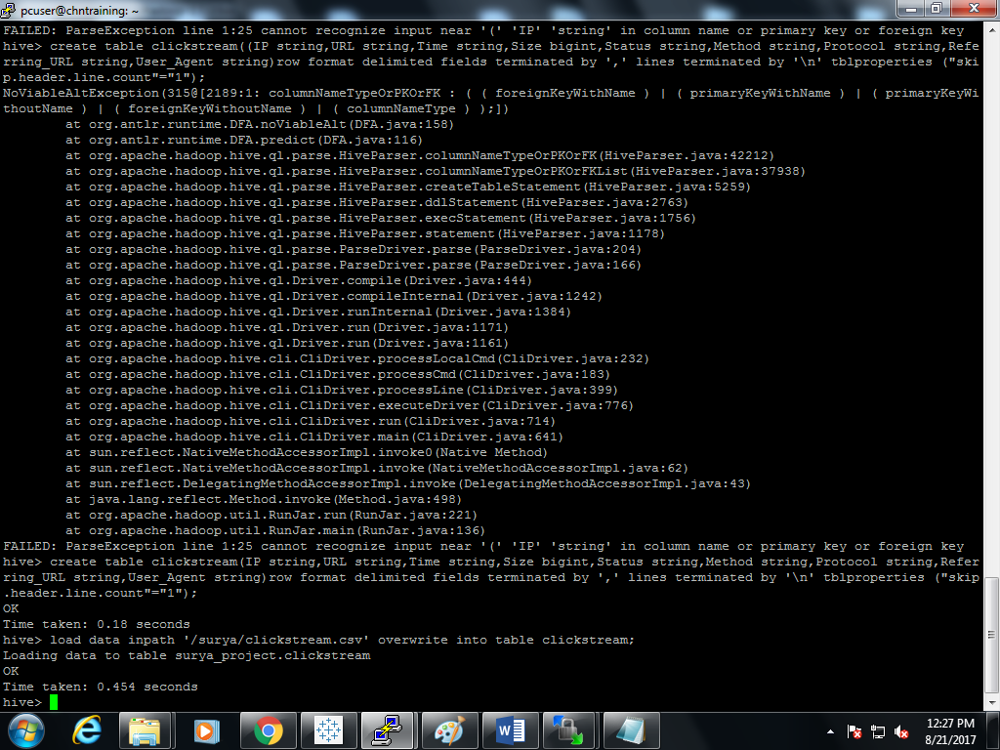 pcuser@chntraining: ~
FAILED: ParseException line 1:25 cannot recognize input near '(' 'IP' 'string' in column name or primary key or foreign key
hive> create table clickstream((IP string,URL string,Time string,Size bigint,Status string,Method string,Protocol string,Refe
rring_URL string,User_Agent string)row format delimited fields terminated by ',' lines terminated by '\n' tblproperties ("ski
p.header.line.count"="1");
NoViableAltException(315@[2189:1: columnNameTypeOrPKOrFK : ( ( foreignKeyWithName ) | ( primaryKeyWithName ) | ( primaryKeyWi
thoutName ) | ( foreignKeyWithoutName ) | ( columnNameType ) );])
at org.antlr.runtime.DFA.noViableAlt(DFA.java:158)
at org.antlr.runtime.DFA.predict(DFA.java:116)
at org.apache.hadoop.hive.ql.parse.HiveParser.columnNameTypeOrPKOrFK(HiveParser.java:42212)
at org.apache.hadoop.hive.ql.parse.HiveParser.columnNameTypeOrPKOrFKList(HiveParser.java:37938)
at org.apache.hadoop.hive.ql.parse.HiveParser.createTableStatement(HiveParser.java:5259)
at org.apache.hadoop.hive.ql.parse.HiveParser.ddlStatement(HiveParser.java:2763)
at org.apache.hadoop.hive.ql.parse.HiveParser.execStatement(HiveParser.java:1756)
at org.apache.hadoop.hive.ql.parse.HiveParser.statement(HiveParser.java:1178)
at org.apache.hadoop.hive.ql.parse.ParseDriver.parse(ParseDriver.java:204)
at org.apache.hadoop.hive.ql.parse.ParseDriver.parse(ParseDriver.java:166)
at org.apache.hadoop.hive.ql.Driver.compile(Driver.java:444)
at org.apache.hadoop.hive.ql.Driver.compileInternal(Driver.java:1242)
at org.apache.hadoop.hive.ql.Driver.runInternal(Driver.java:1384)
at org.apache.hadoop.hive.ql.Driver.run(Driver.java:1171)
at org.apache.hadoop.hive.ql.Driver.run(Driver.java:1161)
at org.apache.hadoop.hive.cli.CliDriver.processLocalCmd(CliDriver.java:232)
at org.apache.hadoop.hive.cli.CliDriver.processCmd(CliDriver.java:183)
at org.apache.hadoop.hive.cli.CliDriver.processLine(CliDriver.java:399)
at org.apache.hadoop.hive.cli.CliDriver.executeDriver(CliDriver.java:776)
at org.apache.hadoop.hive.cli.CliDriver.run(CliDriver.java:714)
at org.apache.hadoop.hive.cli.CliDriver.main(CliDriver.java:641)
at sun.reflect.NativeMethodAccessorImpl.invoke0(Native Method)
at sun.reflect.NativeMethodAccessorImpl.invoke(NativeMethodAccessorImpl.java:62)
at sun.reflect.DelegatingMethodAccessorImpl.invoke(DelegatingMethodAccessorImpl.java:43)
at java.lang.reflect.Method.invoke(Method.java:498)
at org.apache.hadoop.util.RunJar.run(RunJar.java:221)
at org.apache.hadoop.util.RunJar.main(RunJar.java:136)
FAILED: ParseException line 1:25 cannot recognize input near '(' 'IP' 'string' in column name or primary key or foreign key
hive> create table clickstream(IP string,URL string,Time string,Size bigint,Status string,Method string,Protocol string,Refer
rring_URL string,User_Agent string)row format delimited fields terminated by ',' lines terminated by '\n' tblproperties ("skip
.header.line.count"="1");
OK
Time taken: 0.18 seconds
hive> load data inpath '/surya/clickstream.csv' overwrite into table clickstream;
Loading data to table surya_project.clickstream
OK
Time taken: 0.454 seconds
hive>
12:27 PM
8/21/2017